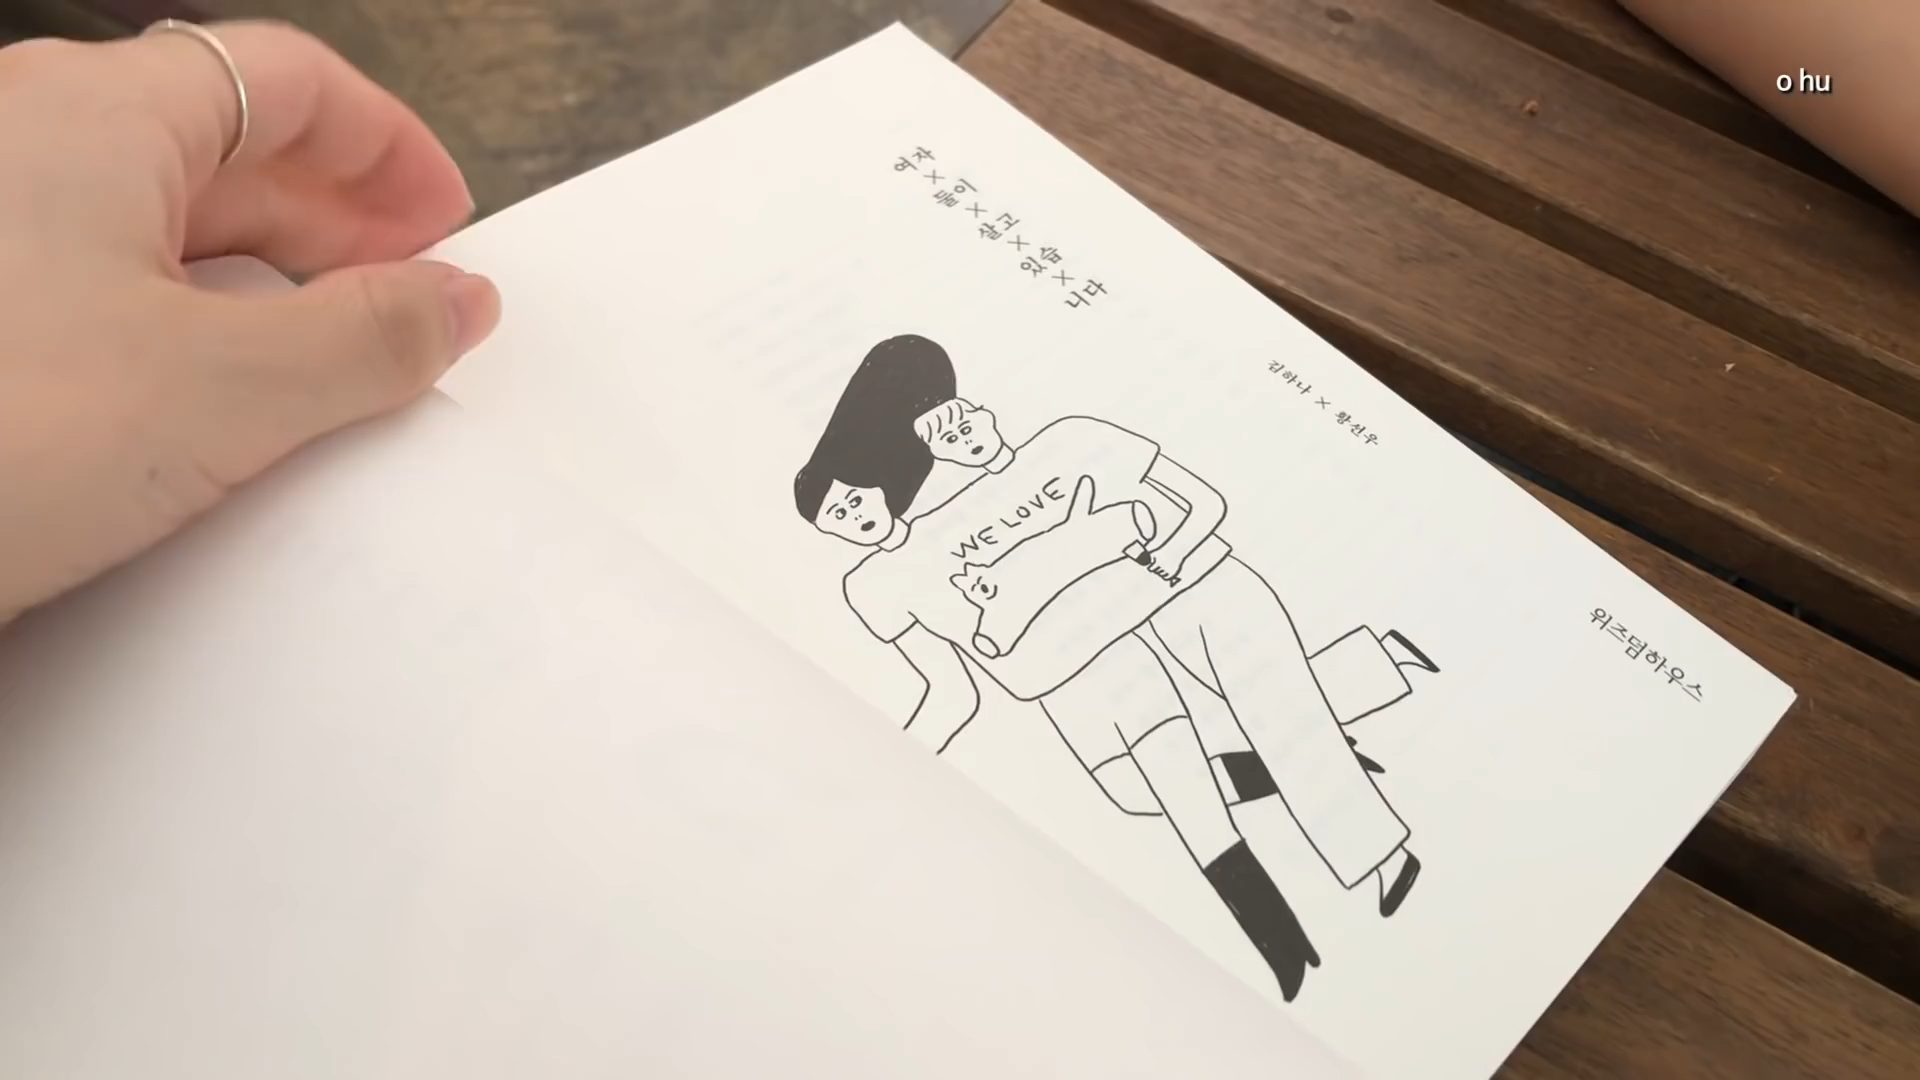 o hu
여자
×
둘이
×
살고
×
있습
×
니다
김하나 × 황선우
WE LOVE
위즈덤하우스